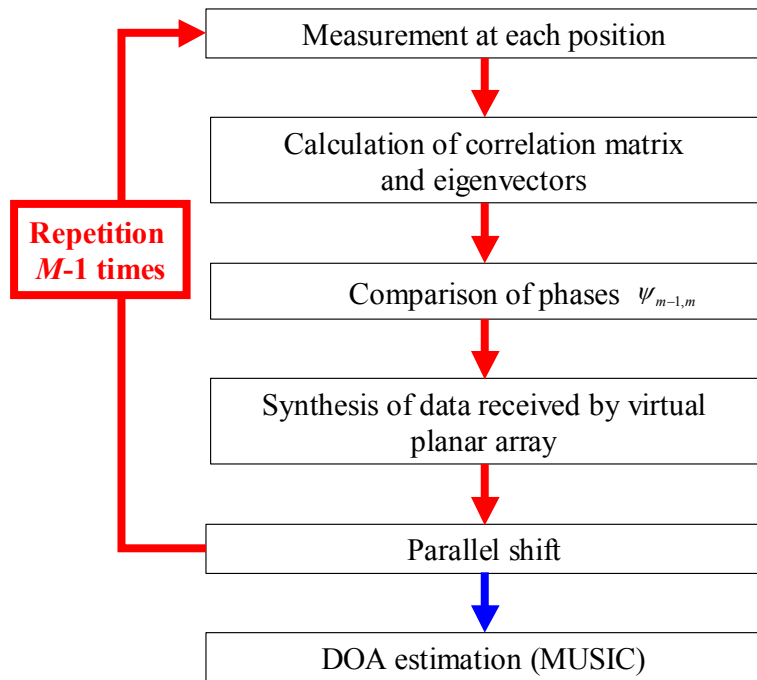 Measurement at each position
Calculation of correlation matrix
and eigenvectors
Repetition
M-1 times
Comparison of phases ψm−1,m
Synthesis of data received by virtual
planar array
Parallel shift
DOA estimation (MUSIC)